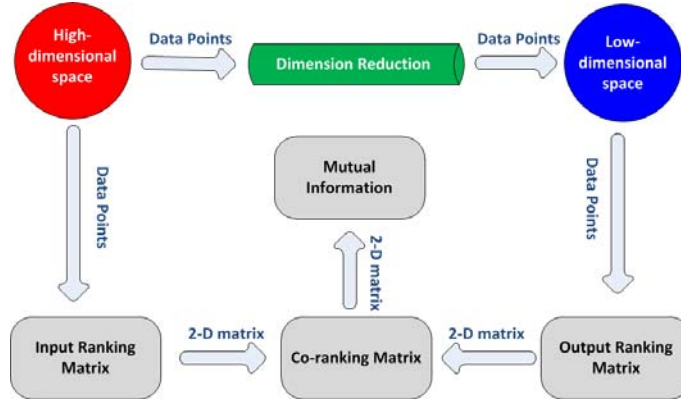 High-
dimensional
space
Data Points
Dimension Reduction
Data Points
Low-
dimensional
space
Data Points
Mutual
Information
Data Points
2-D matrix
Input Ranking
Matrix
2-D matrix
Co-ranking Matrix
2-D matrix
Output Ranking
Matrix